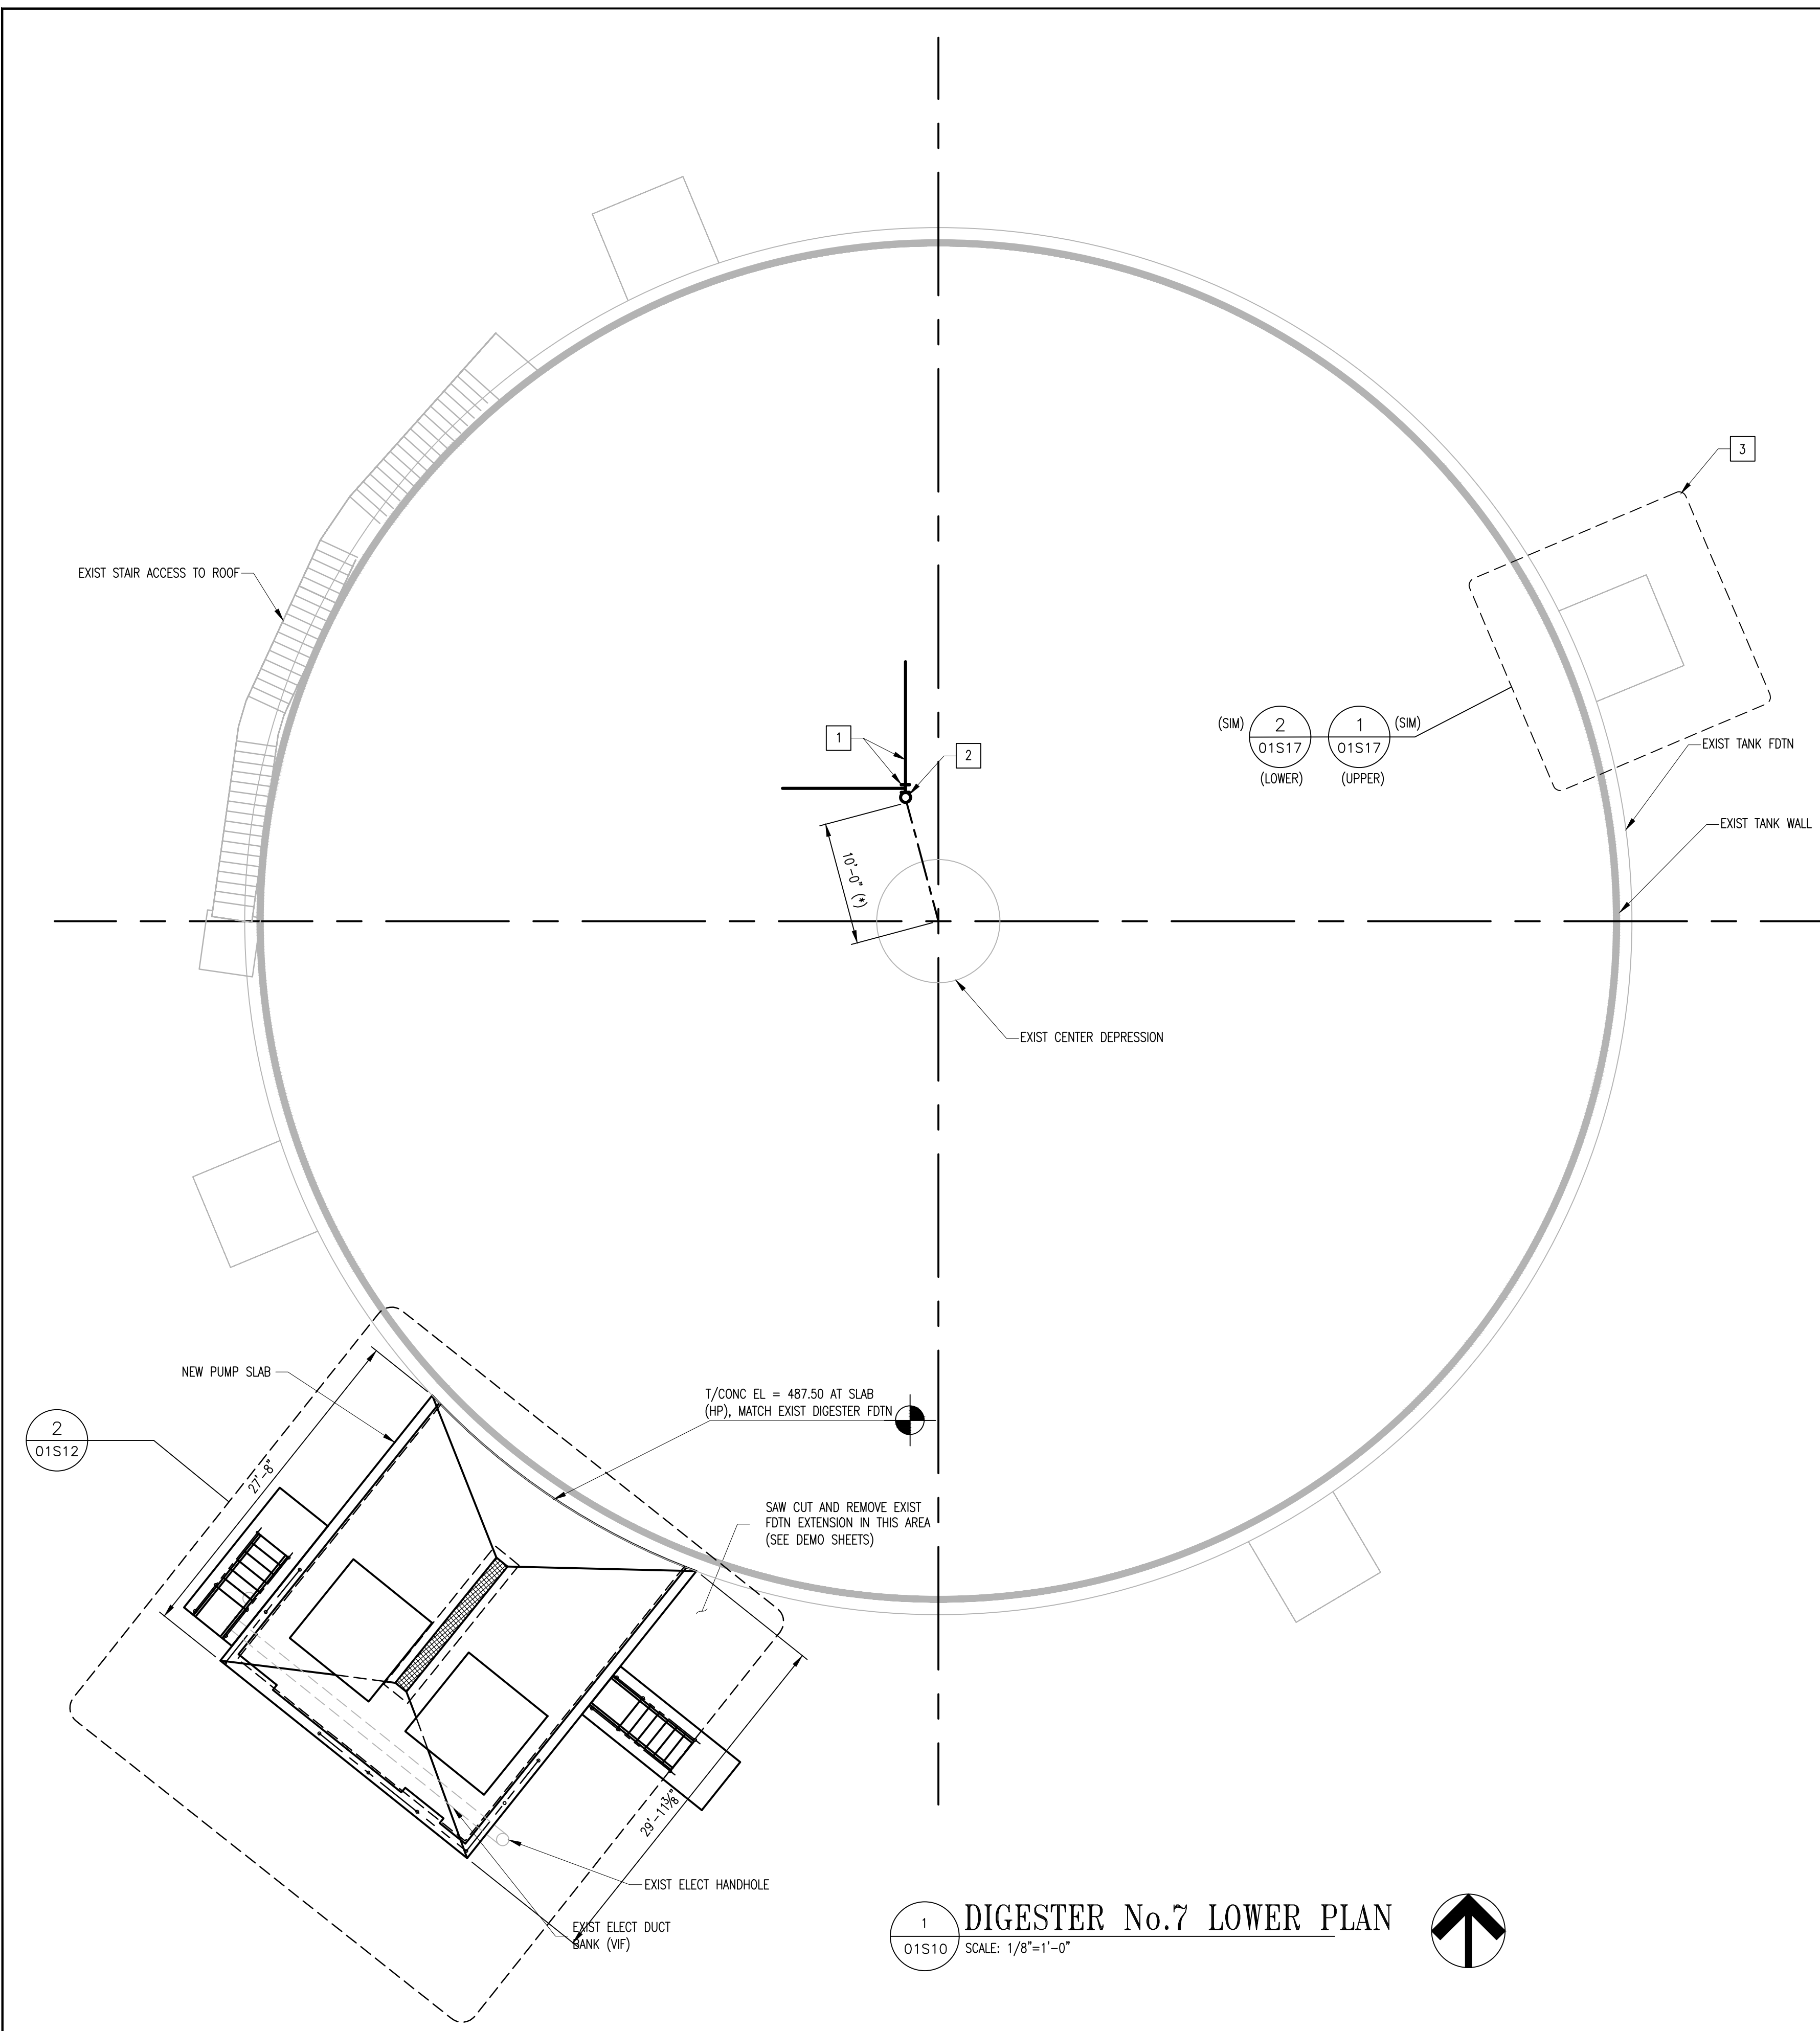 3
EXIST STAIR ACCESS TO ROOF
1
2
10'-0" (*)
(SIM)
2
01S17
(LOWER)
1
01S17
(UPPER)
(SIM)
EXIST TANK FDTN
EXIST TANK WALL
EXIST CENTER DEPRESSION
NEW PUMP SLAB
2
01S12
27'-8"
T/CONC EL = 487.50 AT SLAB
(HP), MATCH EXIST DIGESTER FDTN
SAW CUT AND REMOVE EXIST
FDTN EXTENSION IN THIS AREA
(SEE DEMO SHEETS)
29'-11⅜"
EXIST ELECT HANDHOLE
EXIST ELECT DUCT
BANK (VIF)
1
01S10
DIGESTER No.7 LOWER PLAN
SCALE: 1/8"=1'-0"